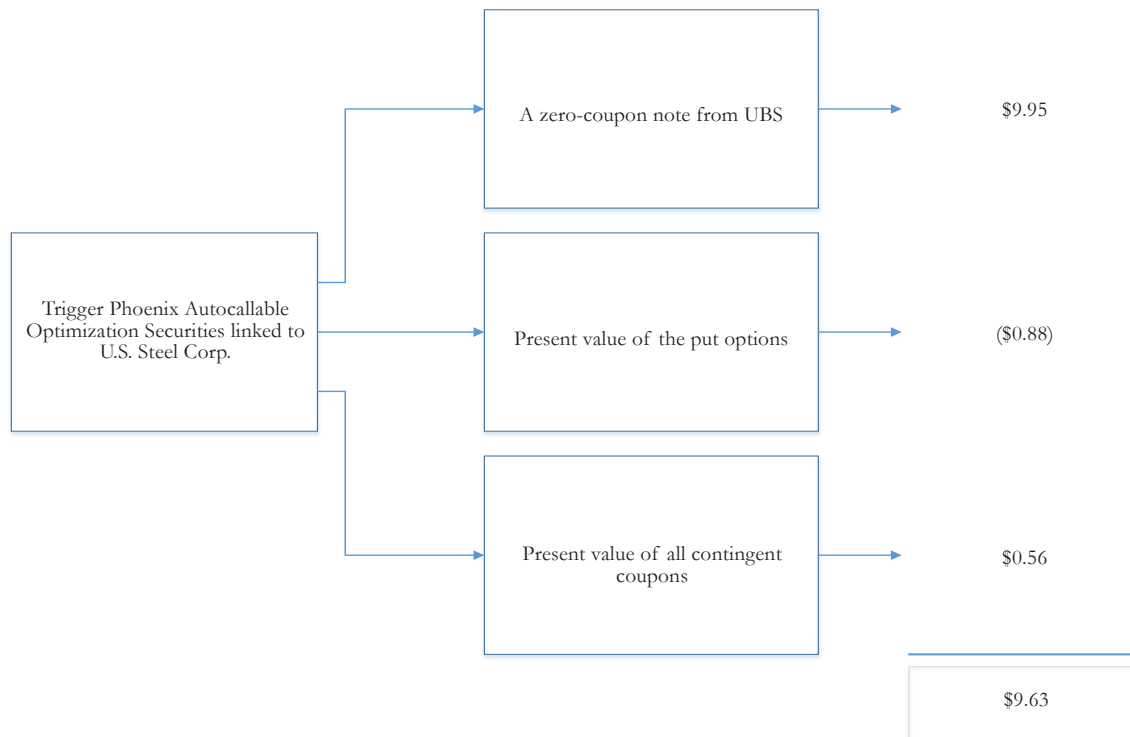 A zero-coupon note from UBS
$9.95
Trigger Phoenix Autocallable
Optimization Securities linked to
U.S. Steel Corp.
Present value of the put options
($0.88)
Present value of all contingent
coupons
$0.56
$9.63